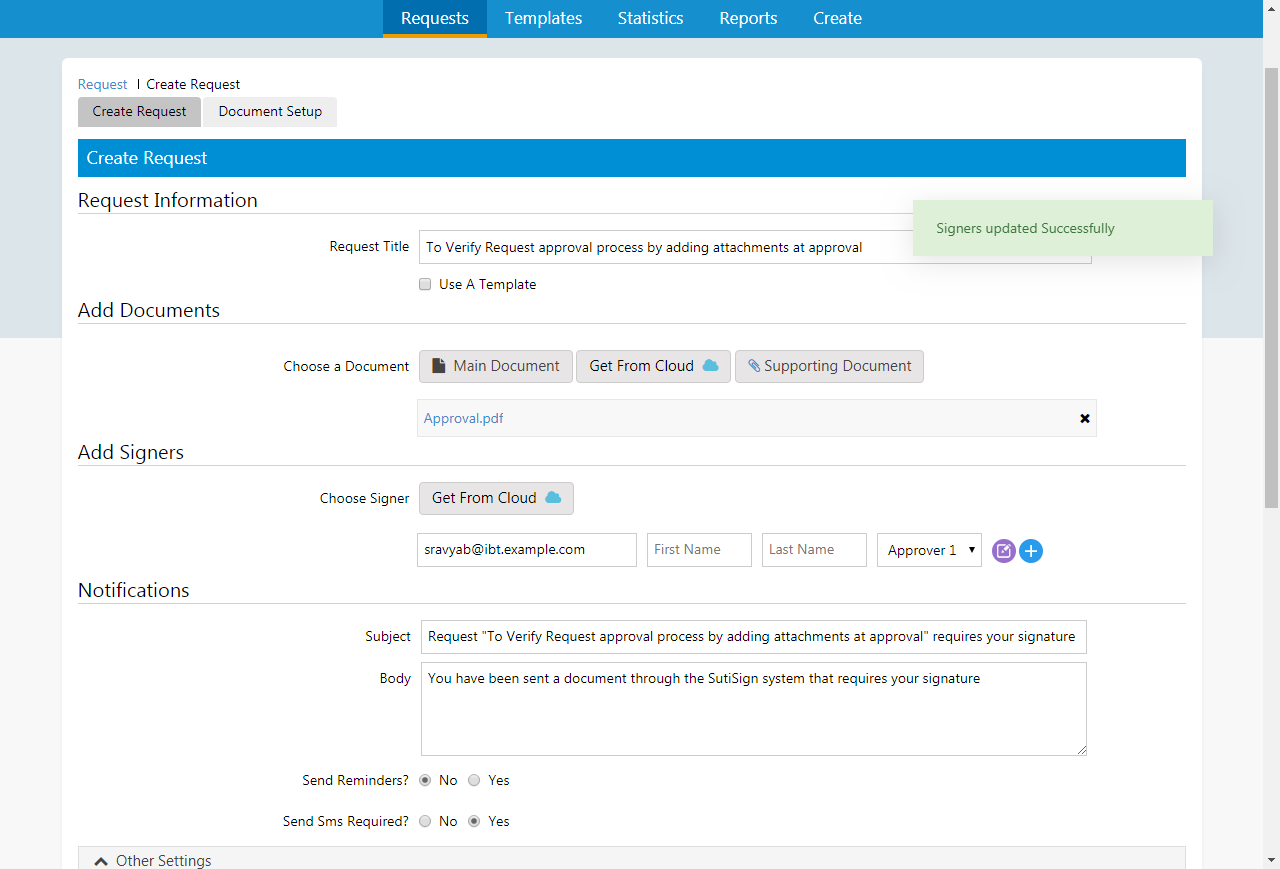 Requests Templates Statistics Reports Create
Request | Create Request
Create Request Document Setup
Create Request
Request Information
Signers updated Successfully
Request Title To Verify Request approval process by adding attachments at approval
Use A Template
Add Documents
Choose a Document Main Document Get From Cloud Supporting Document
Approval.pdf
Add Signers
Choose Signer Get From Cloud
sravyab@ibt.example.com First Name Last Name Approver 1
Notifications
Subject Request "To Verify Request approval process by adding attachments at approval" requires your signature
Body You have been sent a document through the SutiSign system that requires your signature
Send Reminders? No Yes
Send Sms Required? No Yes
Other Settings